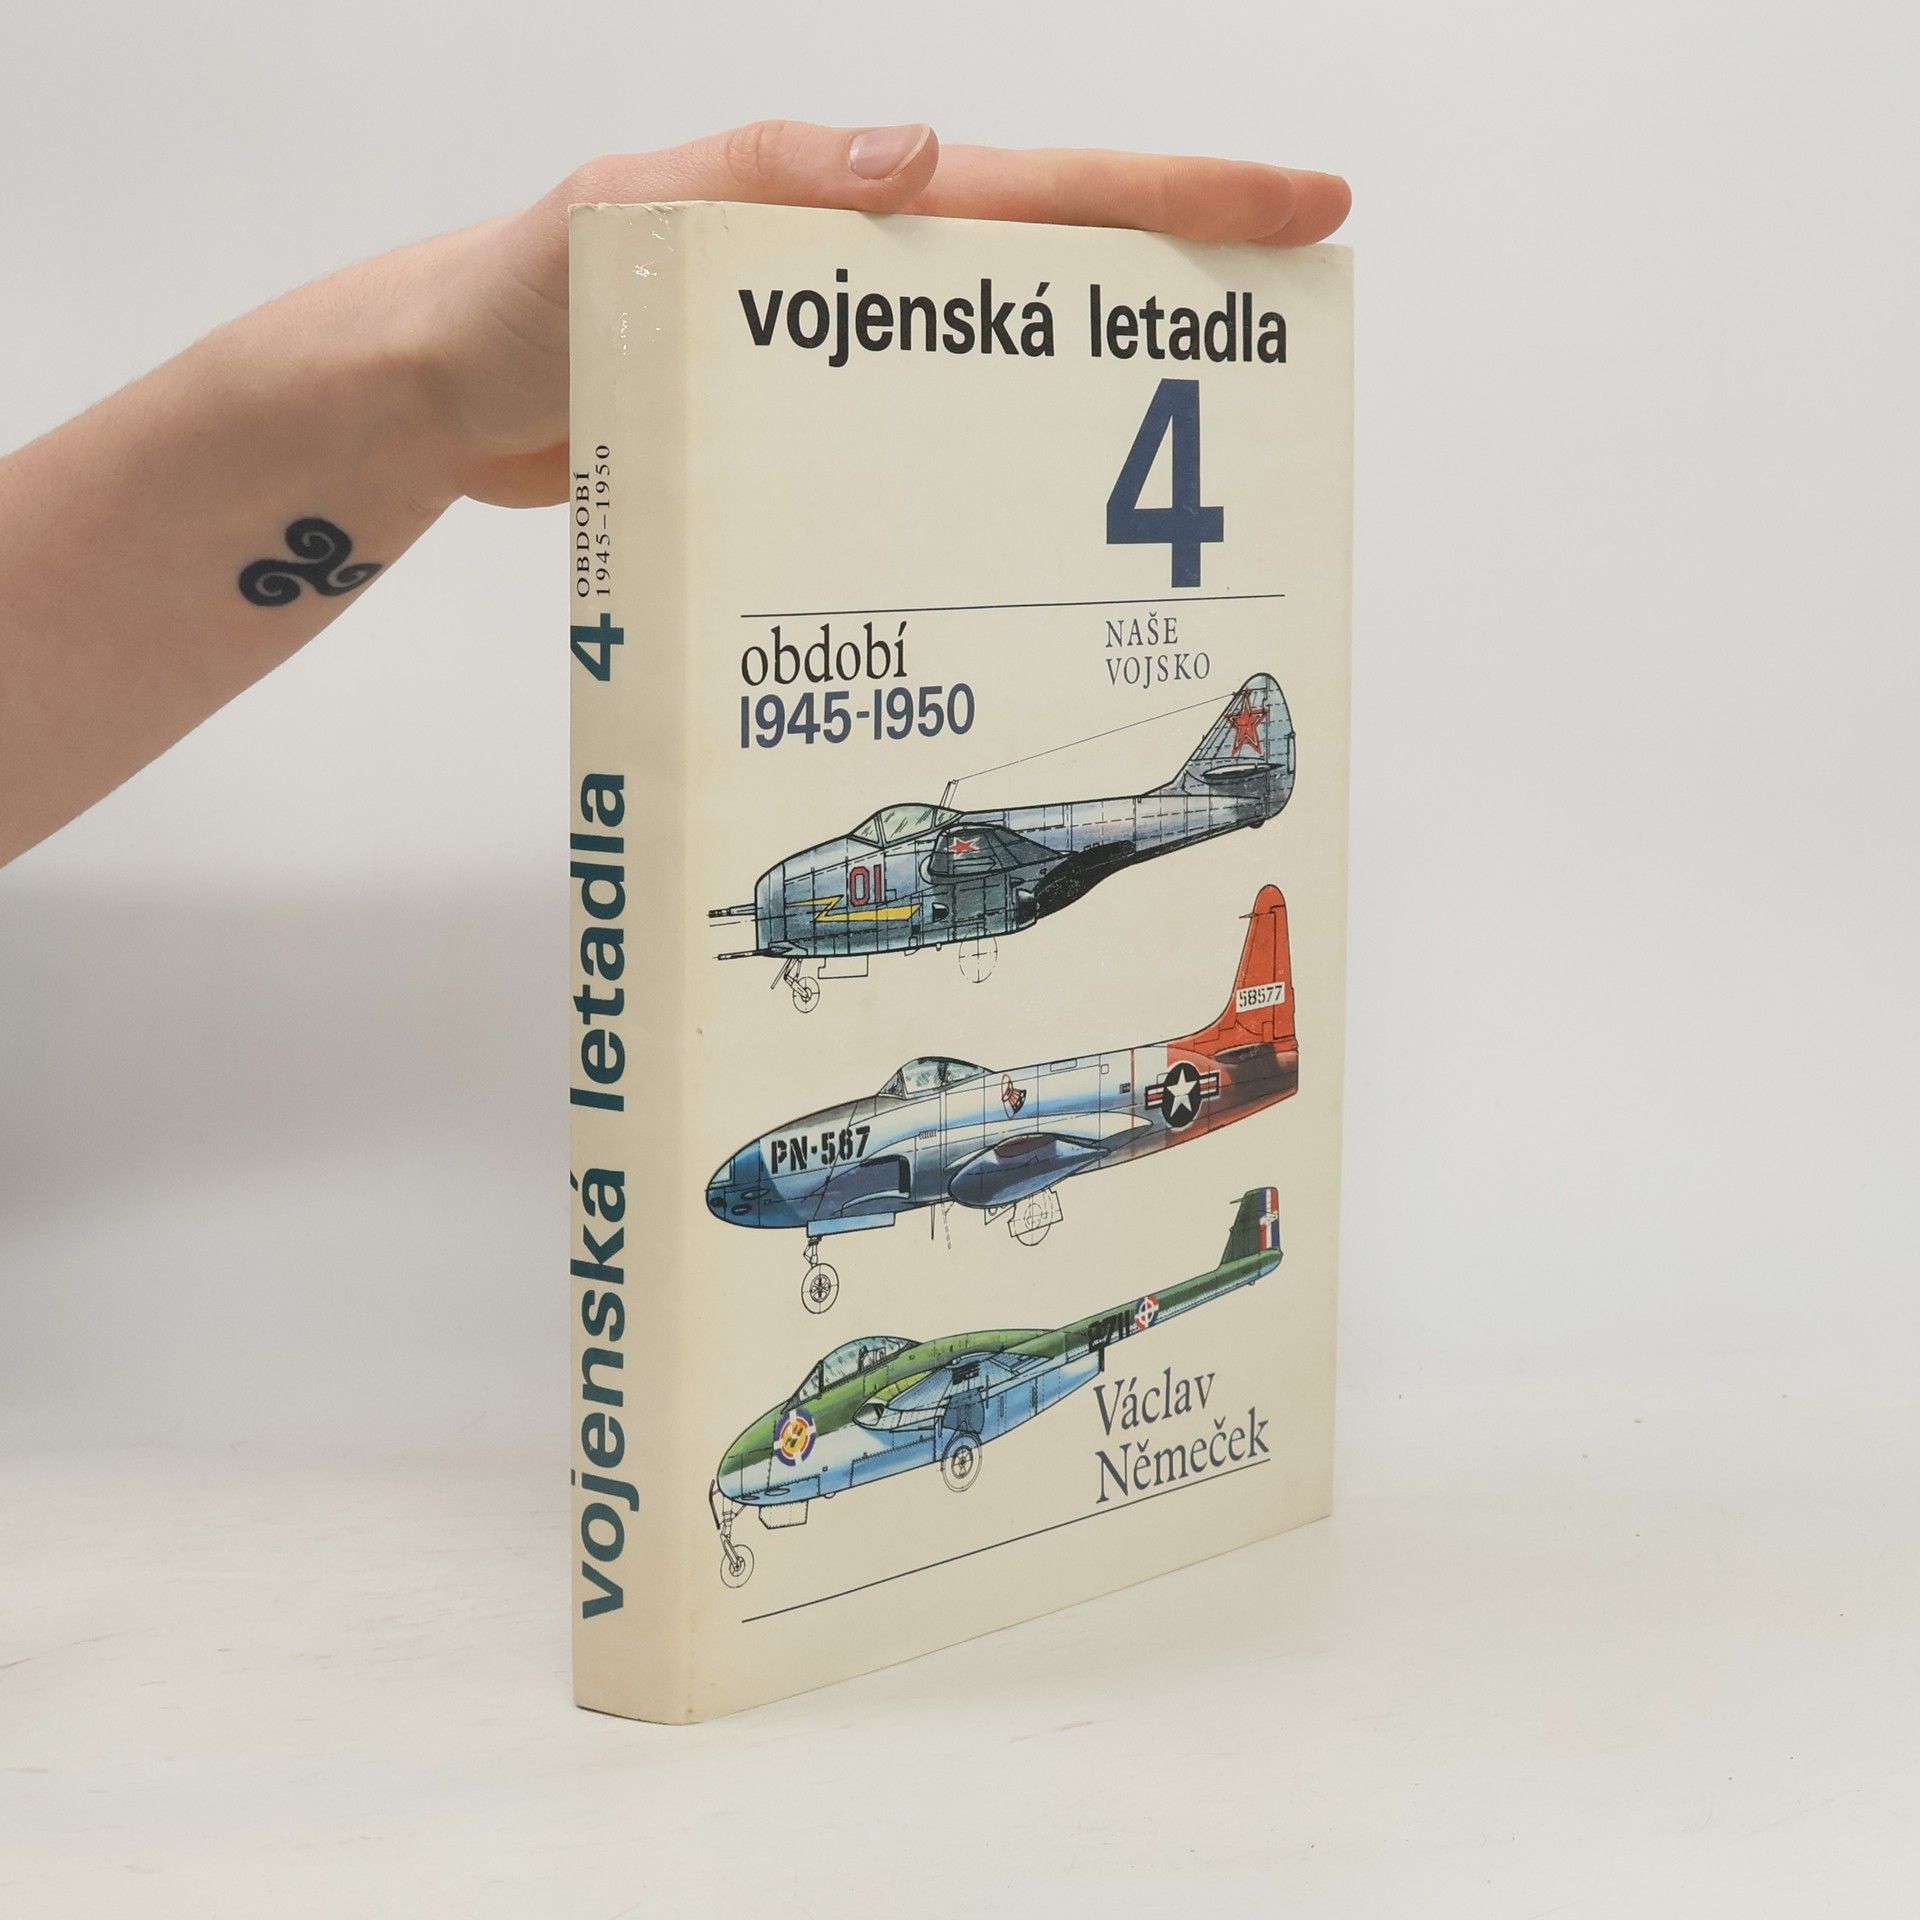 vojenská letadla
4
období
1945-1950
NAŠE
VOJSKO
01
58577
PN-567
Václav
Němeček
vojenská letadla 4 OBDOBÍ
1945-1950